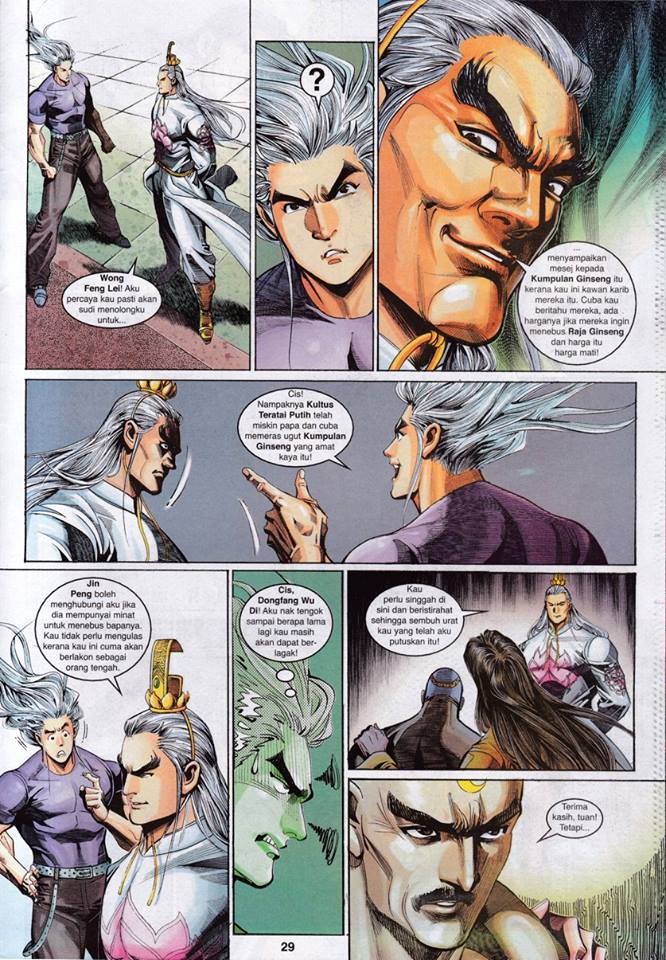 Wong
Feng Lei! Aku
percaya kau pasti akan
sudi menolongku
untuk...
?
...
menyampaikan
mesej kepada
Kumpulan Ginseng itu
kerana kau ini kawan karib
mereka itu. Cuba kau
beritahu mereka, ada
harganya jika mereka ingin
menebus Raja Ginseng
dan harga itu
harga mati!
Cis!
Nampaknya Kultus
Teratai Putih telah
miskin papa dan cuba
memeras ugut Kumpulan
Ginseng yang amat
kaya itu!
Jin
Peng boleh
menghubungi aku jika
dia mempunyai minat
untuk menebus bapanya.
Kau tidak perlu mengulas
kerana kau ini cuma akan
berlakon sebagai
orang tengah.
Cis,
Dongfang Wu
Di! Aku nak tengok
sampai berapa lama
lagi kau masih
akan dapat ber-
lagak!
Kau
perlu singgah di
sini dan beristirahat
sehingga sembuh urat
kau yang telah aku
putuskan itu!
Terima
kasih, tuan!
Tetapi...
29